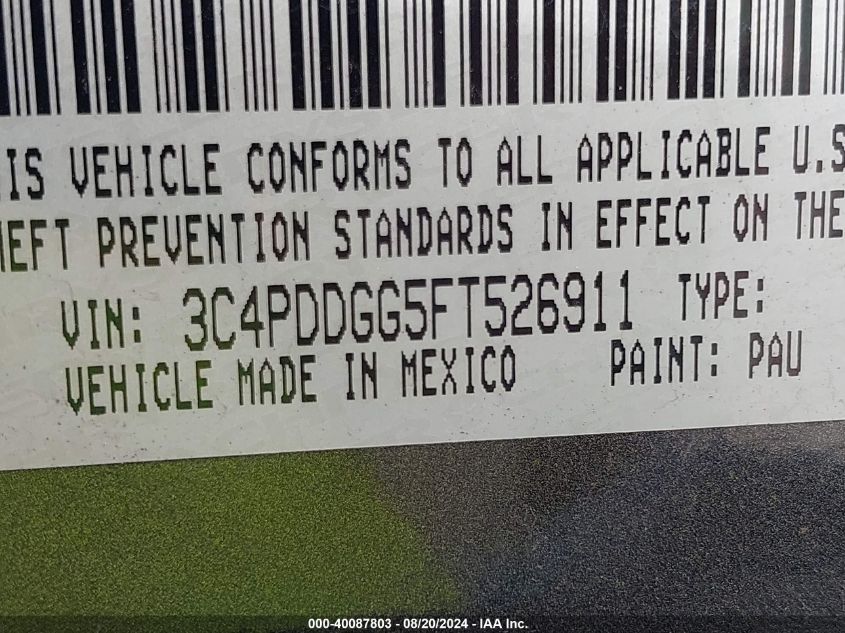 IS VEHICLE CONFORMS TO ALL APPLICABLE U.S
EFT PREVENTION STANDARDS IN EFFECT ON THE
VIN: 3C4PDDGG5FT526911 TYPE:
VEHICLE MADE IN MEXICO PAINT: PAU
000-40087803 - 08/20/2024 - IAA Inc.